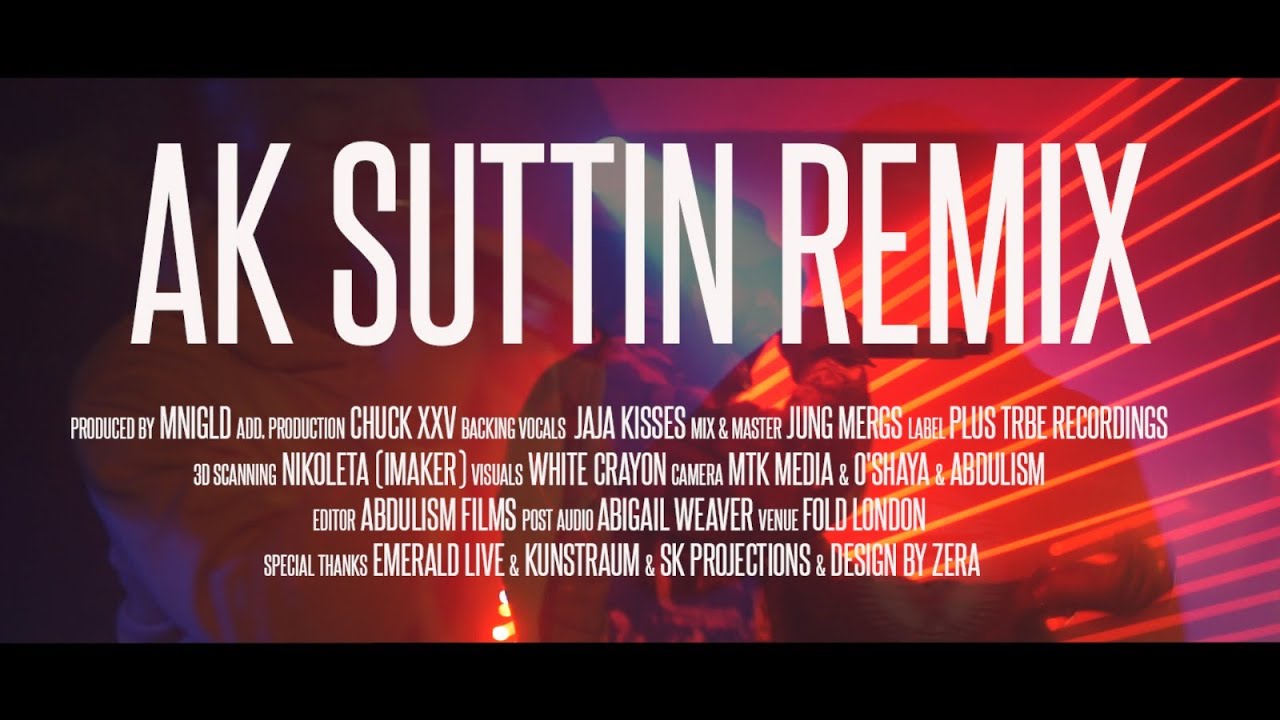 AK SUTTIN REMIX
PRODUCED BY MNIGLD ADD. PRODUCTION CHUCK XXV BACKING VOCALS JAJA KISSES MIX & MASTER JUNG MERGS LABEL PLUS TRBE RECORDINGS
3D SCANNING NIKOLETA (IMAKER) VISUALS WHITE CRAYON CAMERA MTK MEDIA & O'SHAYA & ABDULISM
EDITOR ABDULISM FILMS POST AUDIO ABIGAIL WEAVER VENUE FOLD LONDON
SPECIAL THANKS EMERALD LIVE & KUNSTRAUM & SK PROJECTIONS & DESIGN BY ZERA